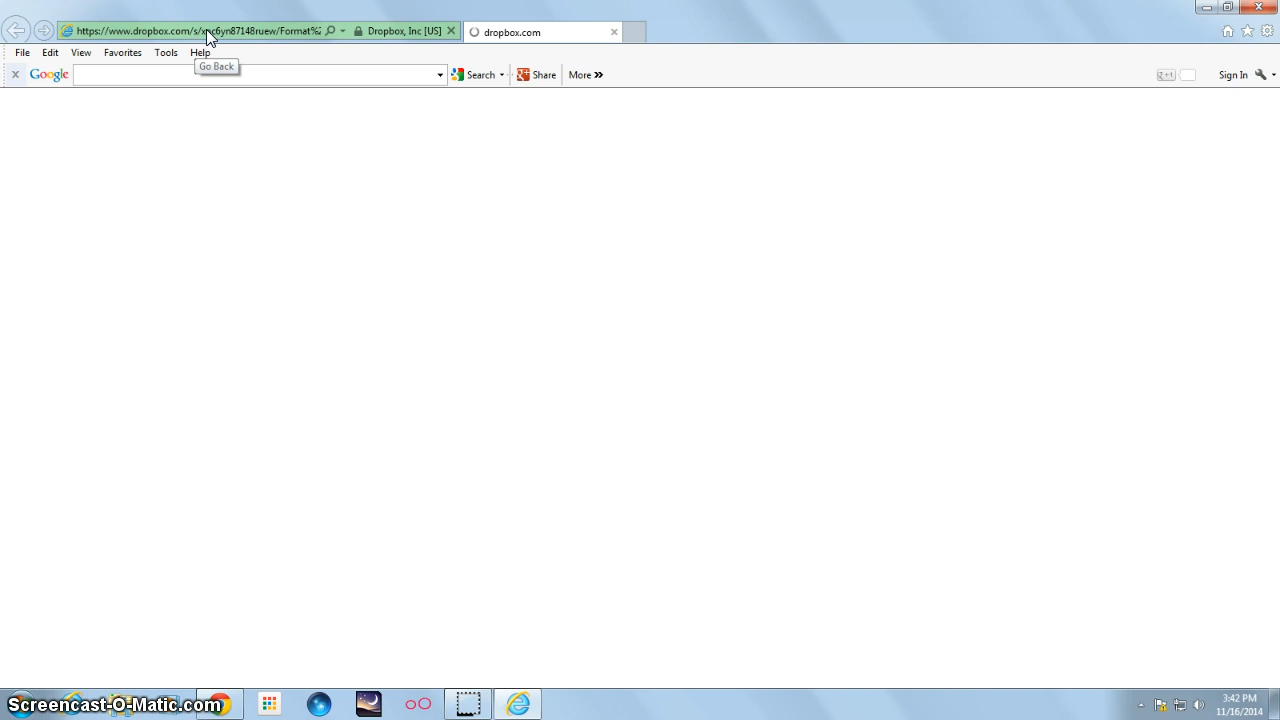 https://www.dropbox.com/s/ Format%2 Dropbox, Inc [US] dropbox.com
File Edit View Favorites Tools Help
Go Back
Google Search Share More » Sign In
3:42 PM
11/16/2014
Screencast-O-Matic.com